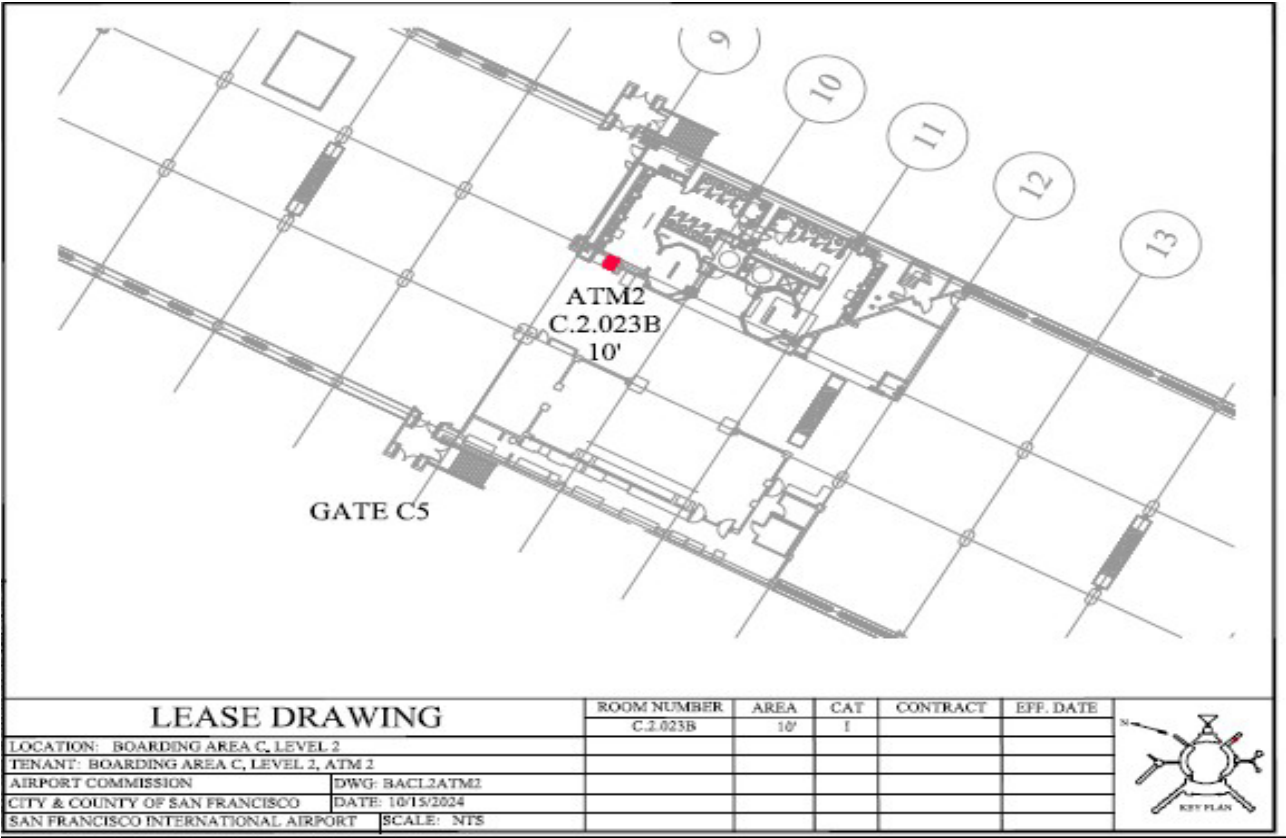 9
10
11
12
13
ATM2
C.2.023B
10'
GATE C5
LEASE DRAWING
ROOM NUMBER AREA CAT CONTRACT EFF. DATE
C.2.023B 10' I
LOCATION: BOARDING AREA C, LEVEL 2
TENANT: BOARDING AREA C, LEVEL 2, ATM 2
AIRPORT COMMISSION DWG: BACL2ATM2
CITY & COUNTY OF SAN FRANCISCO DATE: 10/15/2024
SAN FRANCISCO INTERNATIONAL AIRPORT SCALE: NTS
N
KEY PLAN